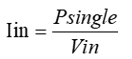 Iin = Psingle / Vin